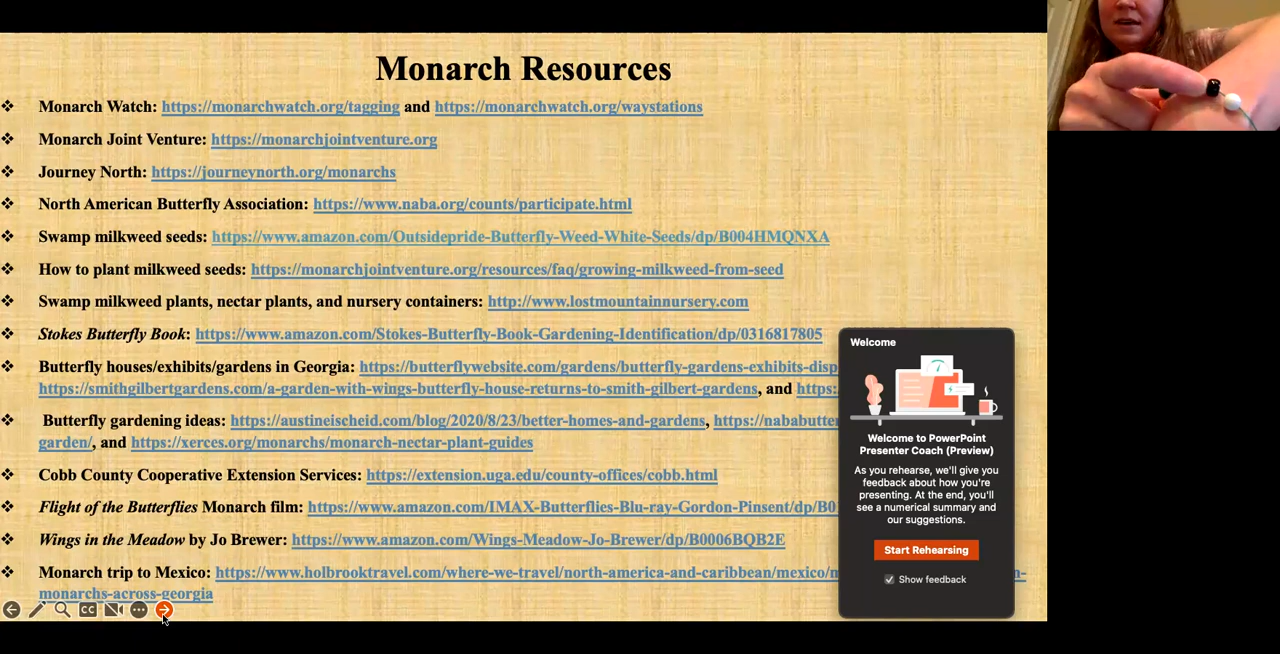 Monarch Resources
❖ Monarch Watch: https://monarchwatch.org/tagging and https://monarchwatch.org/waystations
❖ Monarch Joint Venture: https://monarchjointventure.org
❖ Journey North: https://journeynorth.org/monarchs
❖ North American Butterfly Association: https://www.naba.org/counts/participate.html
❖ Swamp milkweed seeds: https://www.amazon.com/Outsidepride-Butterfly-Weed-White-Seeds/dp/B004HMQNXA
❖ How to plant milkweed seeds: https://monarchjointventure.org/resources/faq/growing-milkweed-from-seed
❖ Swamp milkweed plants, nectar plants, and nursery containers: http://www.lostmountainnursery.com
❖ Stokes Butterfly Book: https://www.amazon.com/Stokes-Butterfly-Book-Gardening-Identification/dp/0316817805
❖ Butterfly houses/exhibits/gardens in Georgia: https://butterflywebsite.com/gardens/butterfly-gardens-exhibits-disp
https://smithgilbertgardens.com/a-garden-with-wings-butterfly-house-returns-to-smith-gilbert-gardens, and https:
❖ Butterfly gardening ideas: https://austineischeid.com/blog/2020/8/23/better-homes-and-gardens, https://nababutter
garden/, and https://xerces.org/monarchs/monarch-nectar-plant-guides
❖ Cobb County Cooperative Extension Services: https://extension.uga.edu/county-offices/cobb.html
❖ Flight of the Butterflies Monarch film: https://www.amazon.com/IMAX-Butterflies-Blu-ray-Gordon-Pinsent/dp/B0
❖ Wings in the Meadow by Jo Brewer: https://www.amazon.com/Wings-Meadow-Jo-Brewer/dp/B0006BQB2E
❖ Monarch trip to Mexico: https://www.holbrooktravel.com/where-we-travel/north-america-and-caribbean/mexico/m
n-
monarchs-across-georgia
CC
Welcome
Welcome to PowerPoint
Presenter Coach (Preview)
As you rehearse, we'll give you
feedback about how you're
presenting. At the end, you'll
see a numerical summary and
our suggestions.
Start Rehearsing
Show feedback